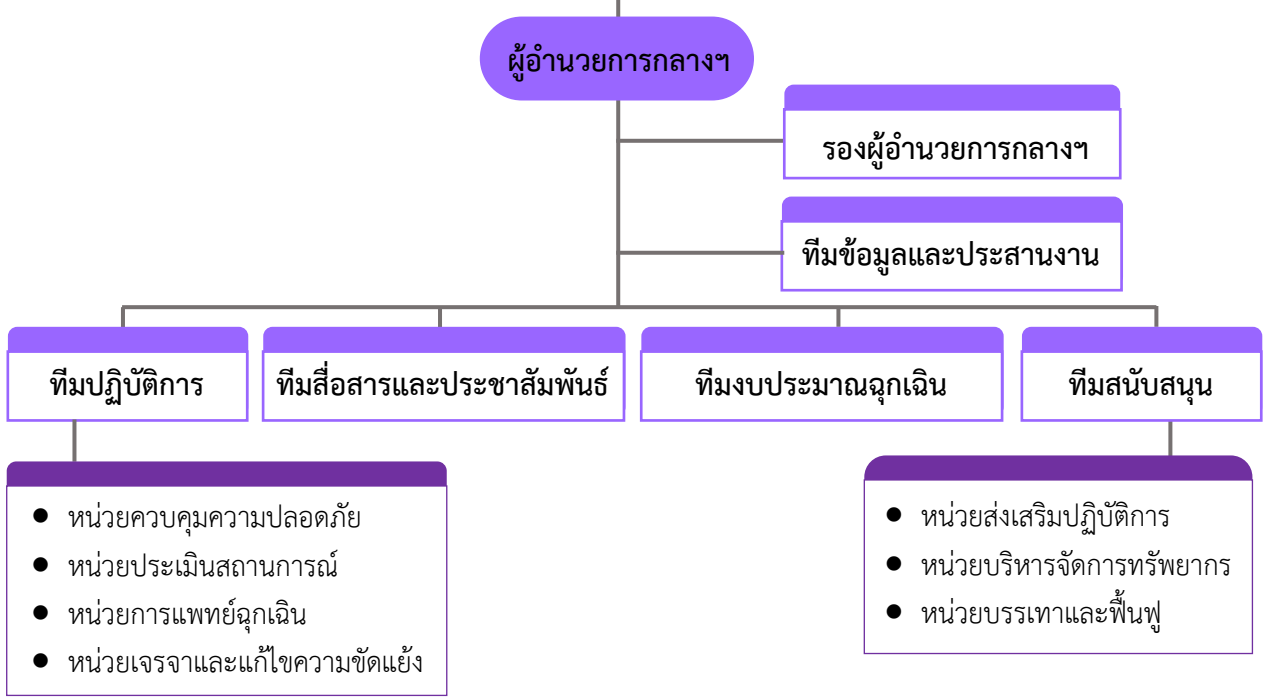 ผู้อำนวยการกลางฯ
รองผู้อำนวยการกลางฯ
ทีมข้อมูลและประสานงาน
ทีมปฏิบัติการ
ทีมสื่อสารและประชาสัมพันธ์
ทีมงบประมาณฉุกเฉิน
ทีมสนับสนุน
● หน่วยควบคุมความปลอดภัย
● หน่วยประเมินสถานการณ์
● หน่วยการแพทย์ฉุกเฉิน
● หน่วยเจรจาและแก้ไขความขัดแย้ง
● หน่วยส่งเสริมปฏิบัติการ
● หน่วยบริหารจัดการทรัพยากร
● หน่วยบรรเทาและฟื้นฟู